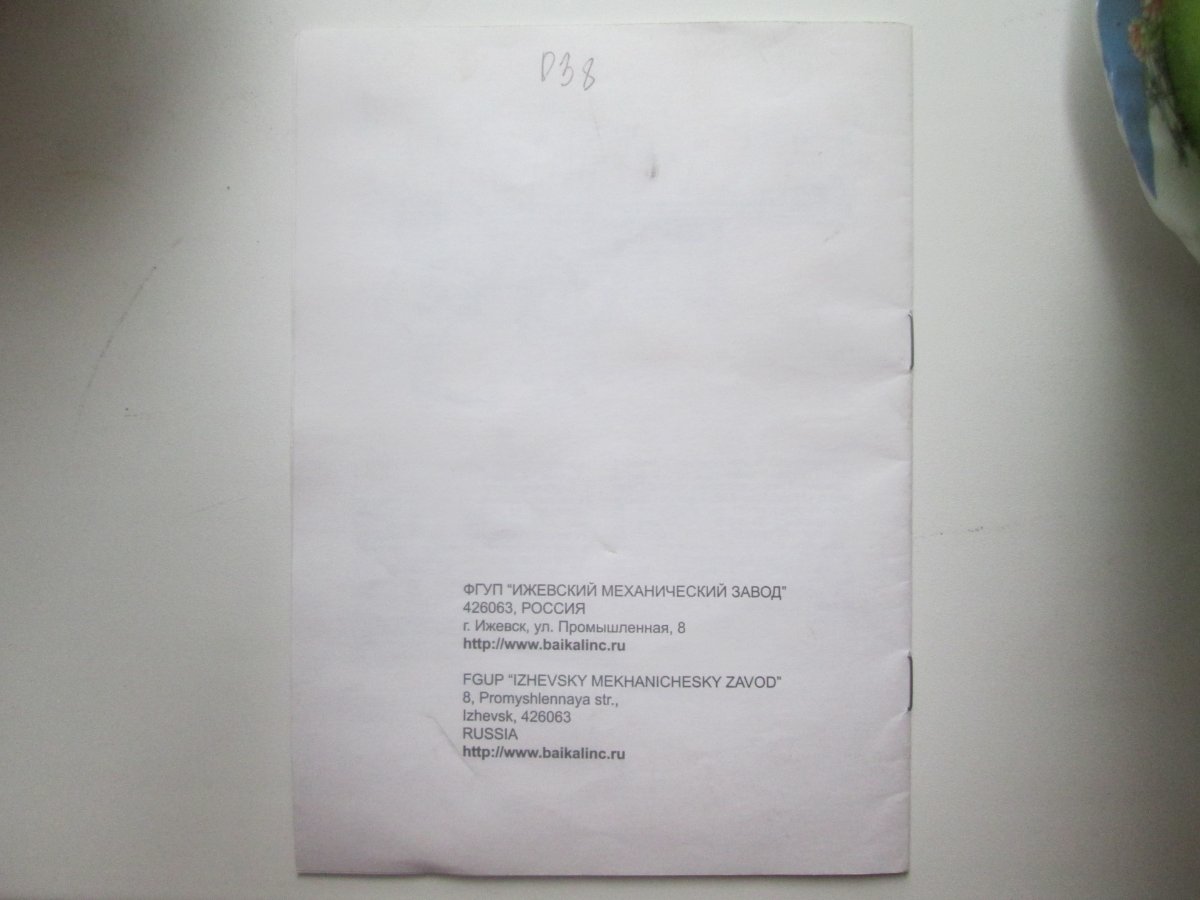 038
ФГУП "ИЖЕВСКИЙ МЕХАНИЧЕСКИЙ ЗАВОД"
426063, РОССИЯ
г. Ижевск, ул. Промышленная, 8
http://www.baikalinc.ru
FGUP "IZHEVSKY MEKHANICHESKY ZAVOD"
8, Promyshlennaya str.,
Izhevsk, 426063
RUSSIA
http://www.baikalinc.ru